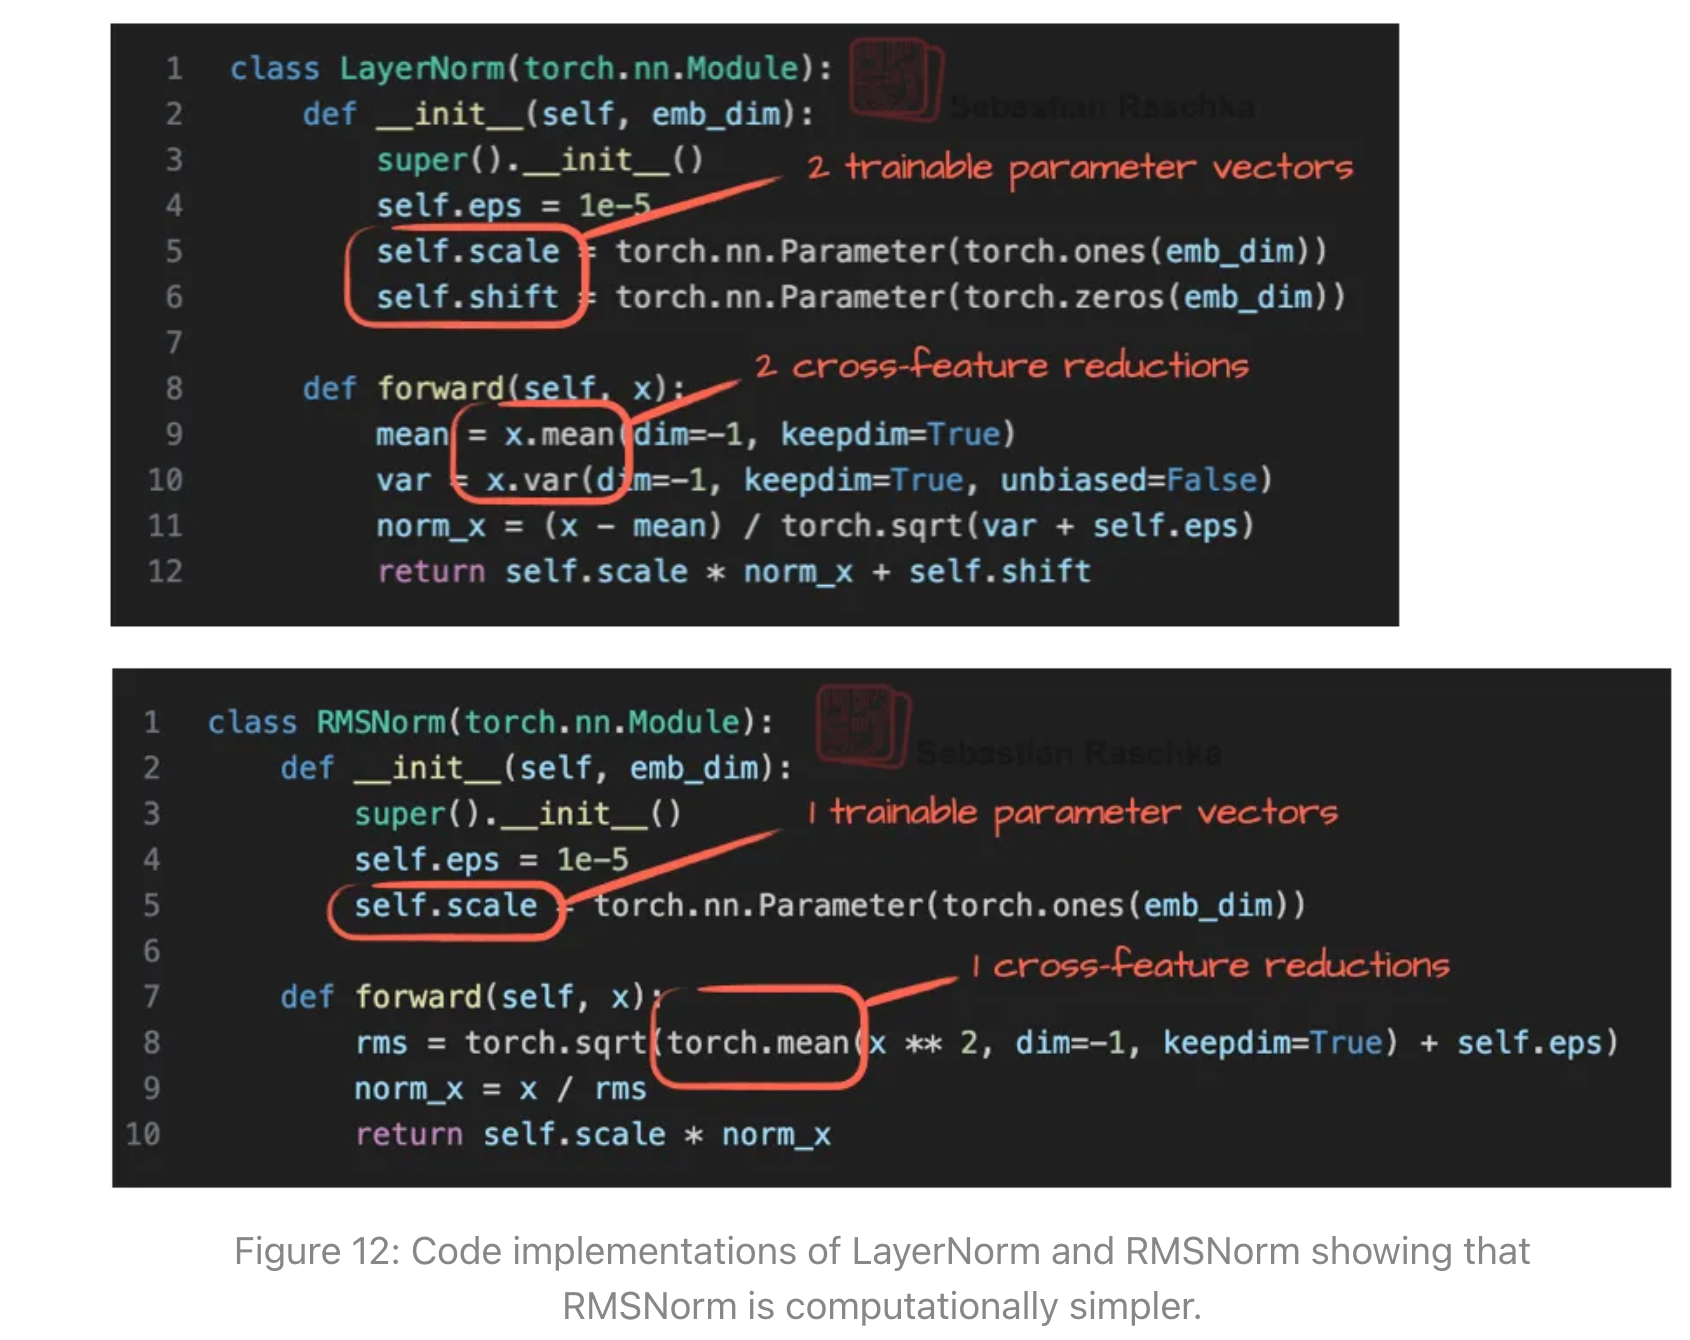 1 class LayerNorm(torch.nn.Module):
Sebastian Raschka
2 def __init__(self, emb_dim):
3 super().__init__()
2 trainable parameter vectors
4 self.eps = 1e-5
5 self.scale = torch.nn.Parameter(torch.ones(emb_dim))
6 self.shift = torch.nn.Parameter(torch.zeros(emb_dim))
7
2 cross-feature reductions
8 def forward(self, x):
9 mean = x.mean(dim=-1, keepdim=True)
10 var = x.var(dim=-1, keepdim=True, unbiased=False)
11 norm_x = (x - mean) / torch.sqrt(var + self.eps)
12 return self.scale * norm_x + self.shift
1 class RMSNorm(torch.nn.Module):
Sebastian Raschka
2 def __init__(self, emb_dim):
3 super().__init__()
1 trainable parameter vectors
4 self.eps = 1e-5
5 self.scale = torch.nn.Parameter(torch.ones(emb_dim))
6
1 cross-feature reductions
7 def forward(self, x):
8 rms = torch.sqrt(torch.mean(x ** 2, dim=-1, keepdim=True) + self.eps)
9 norm_x = x / rms
10 return self.scale * norm_x
Figure 12: Code implementations of LayerNorm and RMSNorm showing that
RMSNorm is computationally simpler.